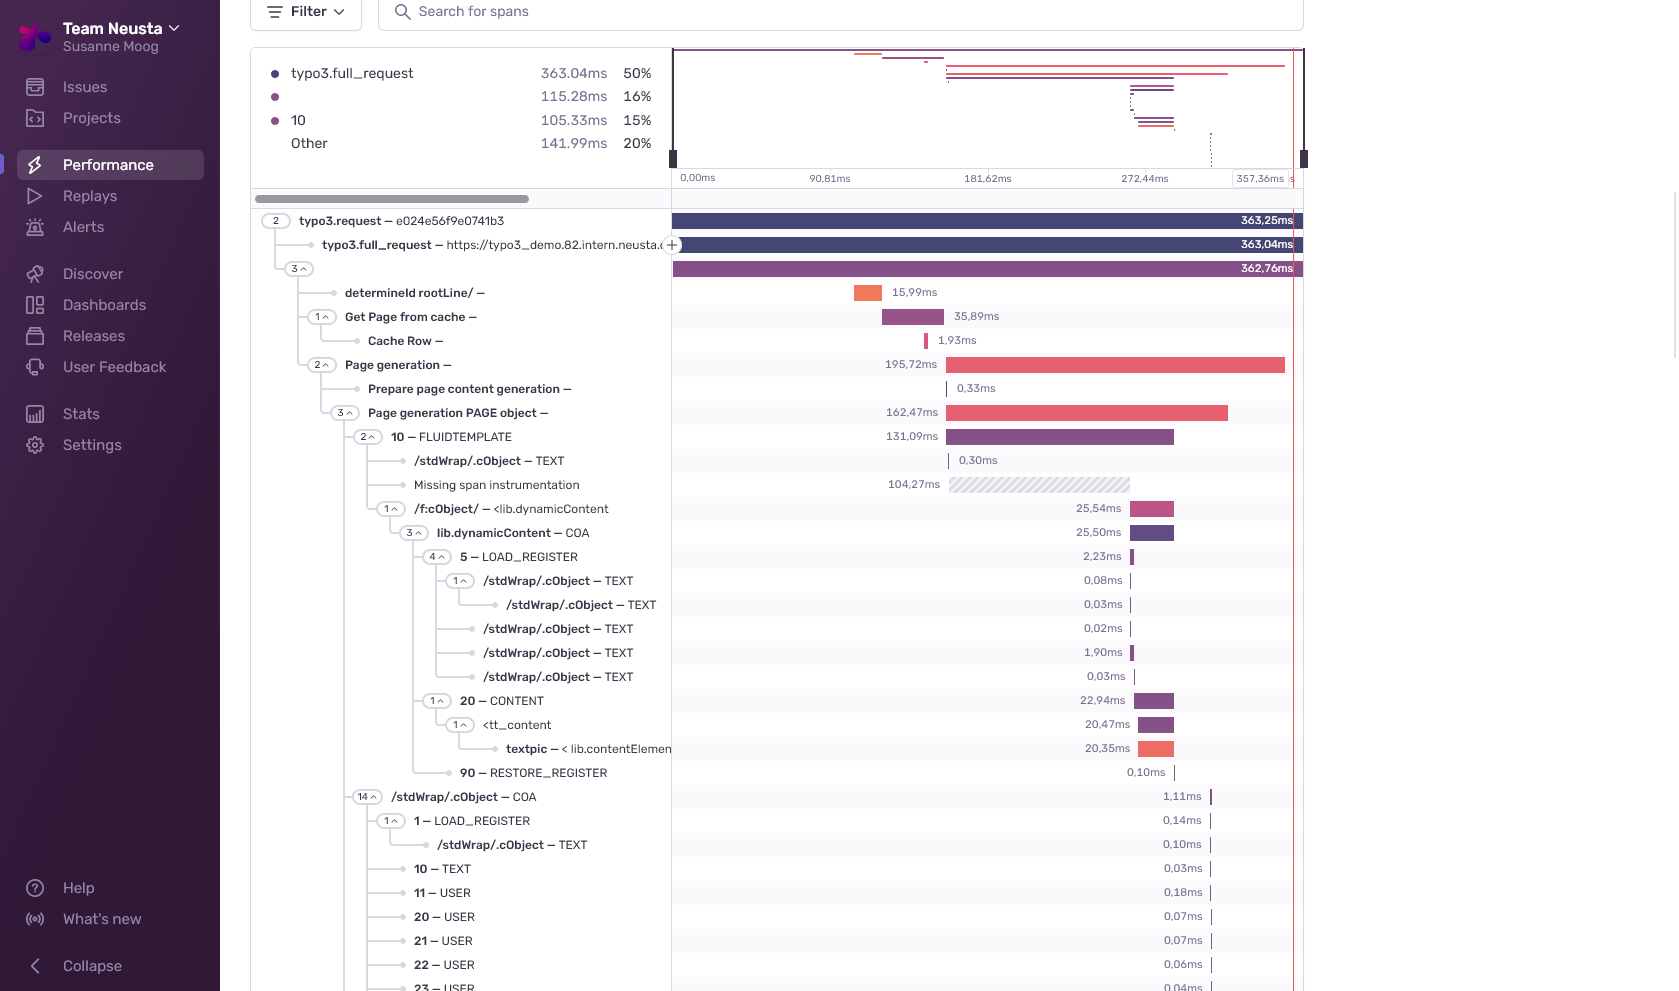 Team Neusta
Susanne Moog
Issues
Projects
Performance
Replays
Alerts
Discover
Dashboards
Releases
User Feedback
Stats
Settings
Help
What's new
Collapse
Filter
Search for spans
typo3.full_request 363.04ms 50%
115.28ms 16%
10 105.33ms 15%
Other 141.99ms 20%
0,00ms 90,81ms 181,62ms 272,44ms 357,36ms
2 typo3.request — e024e56f9e0741b3 363,25ms
typo3.full_request — https://typo3_demo.82.intern.neusta. 363,04ms
3 362,76ms
determineId rootLine/ — 15,99ms
1 Get Page from cache — 35,89ms
Cache Row — 1,93ms
2 Page generation — 195,72ms
Prepare page content generation — 0,33ms
3 Page generation PAGE object — 162,47ms
2 10 — FLUIDTEMPLATE 131,09ms
/stdWrap/.cObject — TEXT 0,30ms
Missing span instrumentation 104,27ms
1 /f:cObject/ — <lib.dynamicContent 25,54ms
3 lib.dynamicContent — COA 25,50ms
4 5 — LOAD_REGISTER 2,23ms
1 /stdWrap/.cObject — TEXT 0,08ms
/stdWrap/.cObject — TEXT 0,03ms
/stdWrap/.cObject — TEXT 0,02ms
/stdWrap/.cObject — TEXT 1,90ms
/stdWrap/.cObject — TEXT 0,03ms
1 20 — CONTENT 22,94ms
1 <tt_content 20,47ms
textpic — < lib.contentElemen 20,35ms
90 — RESTORE_REGISTER 0,10ms
14 /stdWrap/.cObject — COA 1,11ms
1 1 — LOAD_REGISTER 0,14ms
/stdWrap/.cObject — TEXT 0,10ms
10 — TEXT 0,03ms
11 — USER 0,18ms
20 — USER 0,07ms
21 — USER 0,07ms
22 — USER 0,06ms
23 — USER 0,04ms